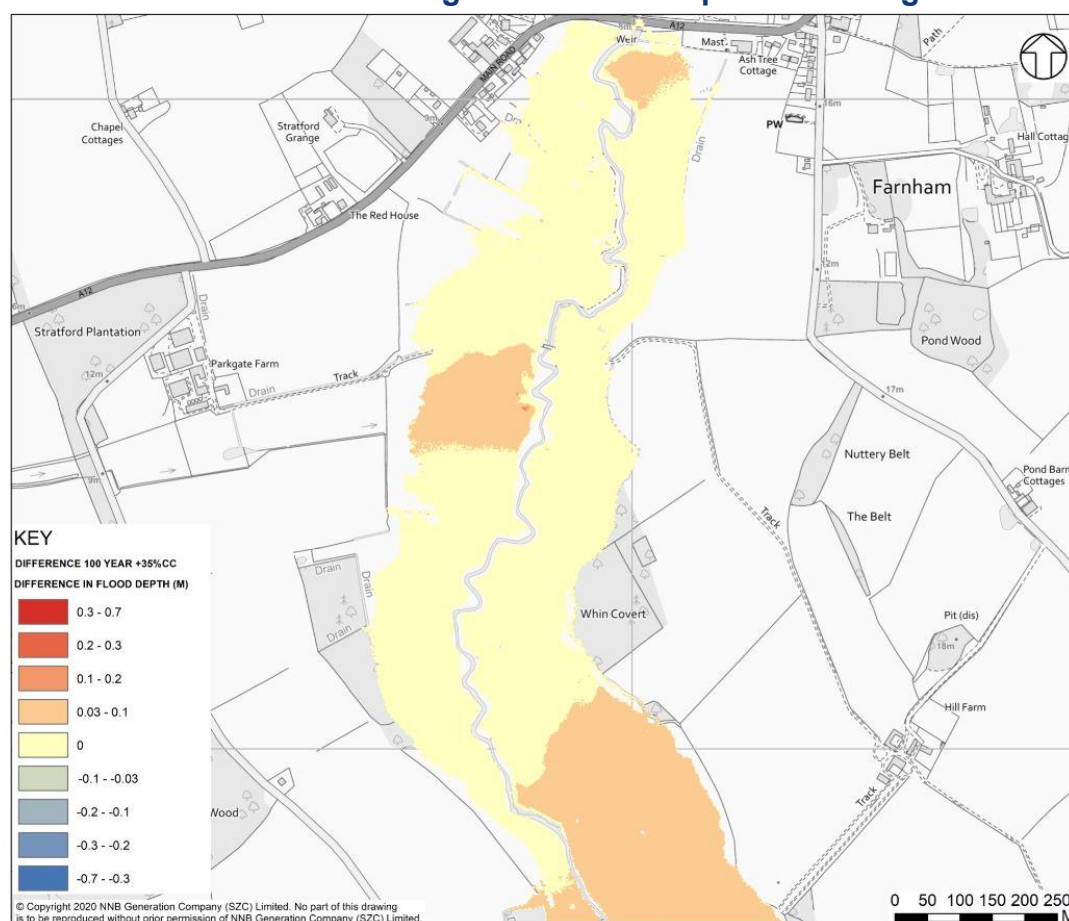 A12
Weir
Mast
Ash Tree
Cottage
Path
MAIN ROAD
9m
16m
Chapel
Cottages
Stratford
Grange
Drain
Drain
PW
Hall Cottag
Farnham
The Red House
A12
12m
Stratford Plantation
Drain
Parkgate Farm
12m
Drain
Track
Pond Wood
17m
9m
Nuttery Belt
Pond Barn
Cottages
Track
The Belt
KEY
DIFFERENCE 100 YEAR +35%CC
DIFFERENCE IN FLOOD DEPTH (M)
0.3 - 0.7
0.2 - 0.3
0.1 - 0.2
0.03 - 0.1
0
-0.1 - -0.03
-0.2 - -0.1
-0.3 - -0.2
-0.7 - -0.3
Drain
Drain
Drain
Whin Covert
Pit (dis)
18m
Hill Farm
Track
Wood
0 50 100 150 200 250
M
© Copyright 2020 NNB Generation Company (SZC) Limited. No part of this drawing
is to be reproduced without prior permission of NNB Generation Company (SZC) Limited.